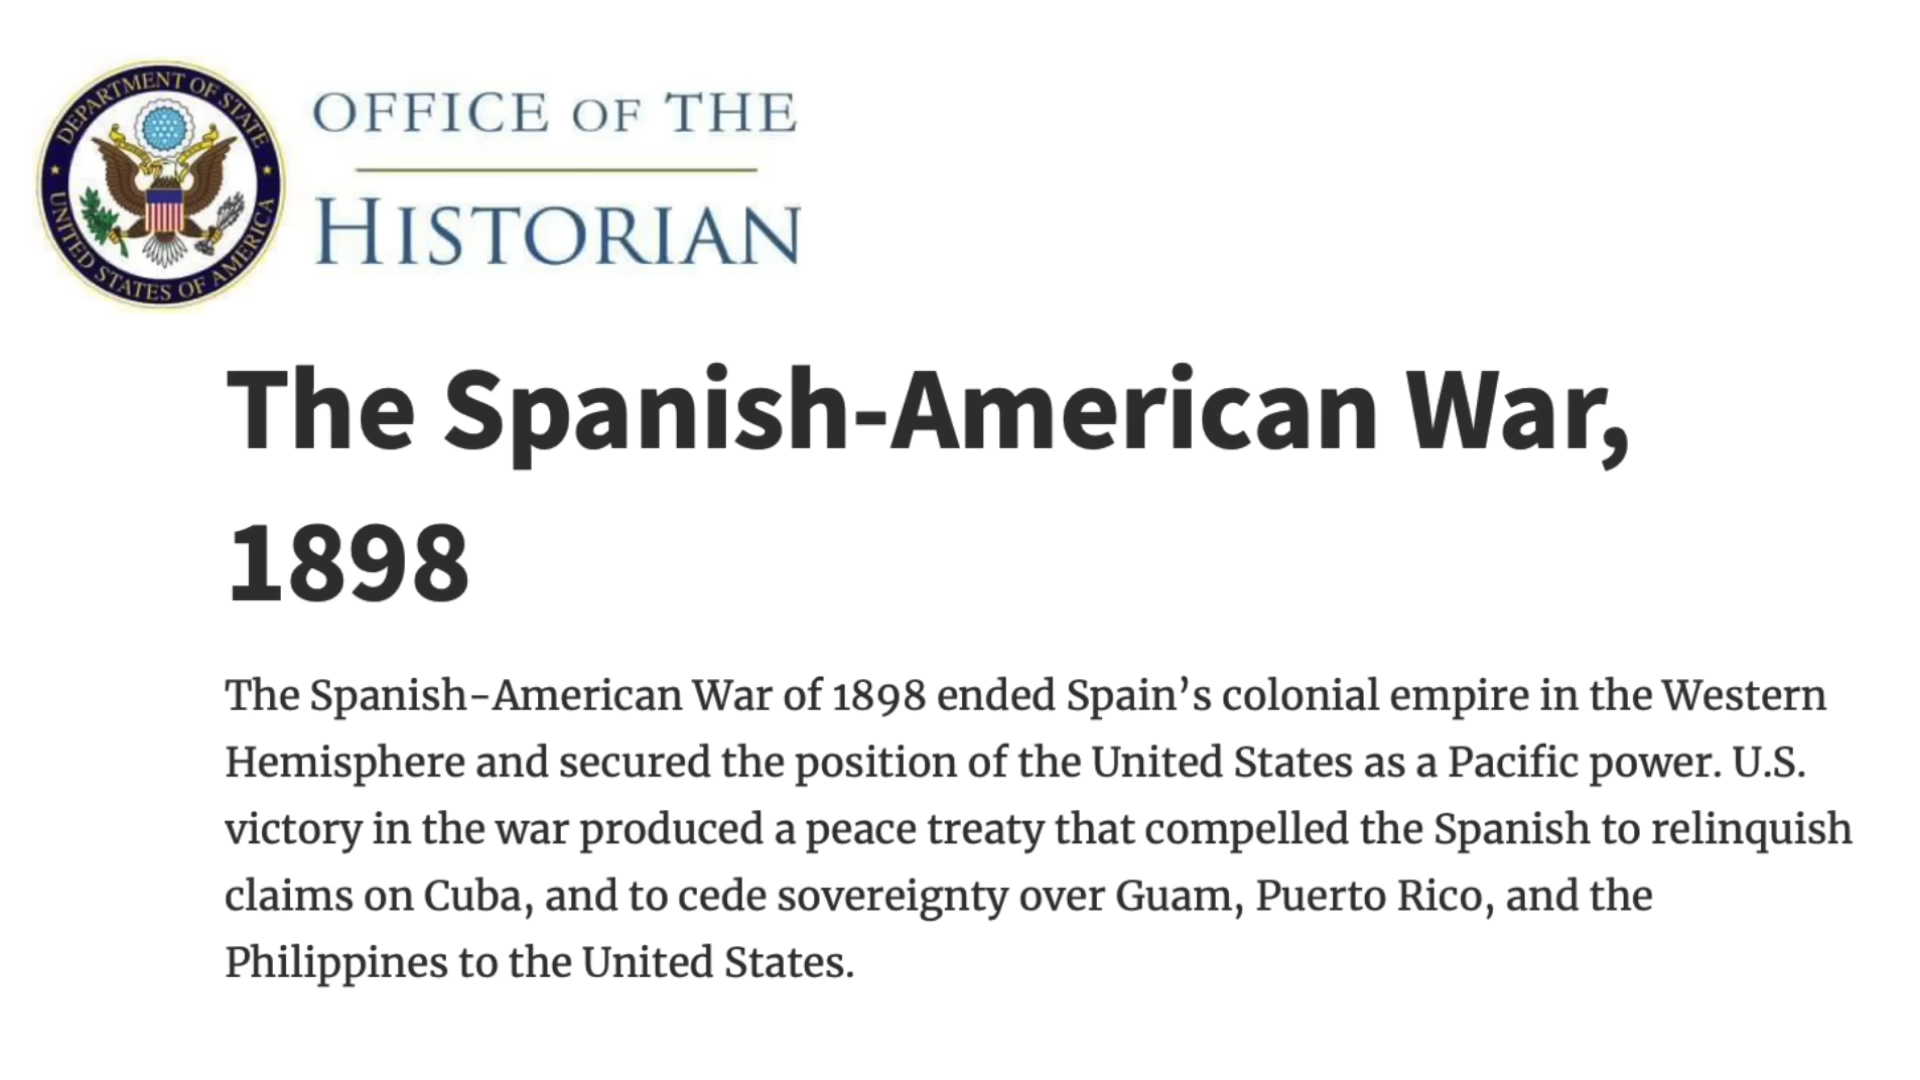 DEPARTMENT OF STATE
UNITED STATES OF AMERICA
OFFICE OF THE
HISTORIAN
The Spanish-American War,
1898
The Spanish-American War of 1898 ended Spain’s colonial empire in the Western
Hemisphere and secured the position of the United States as a Pacific power. U.S.
victory in the war produced a peace treaty that compelled the Spanish to relinquish
claims on Cuba, and to cede sovereignty over Guam, Puerto Rico, and the
Philippines to the United States.